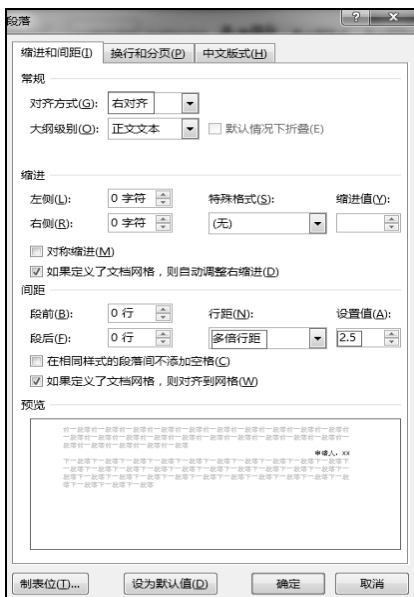 段落
? x
缩进和间距(I) 换行和分页(P) 中文版式(H)
常规
对齐方式(G): 右对齐
大纲级别(O): 正文文本 默认情况下折叠(E)
缩进
左侧(L): 0 字符 特殊格式(S): 缩进值(Y):
右侧(R): 0 字符 (无)
对称缩进(M)
如果定义了文档网格，则自动调整右缩进(D)
间距
段前(B): 0 行 行距(N): 设置值(A):
段后(F): 0 行 多倍行距 2.5
在相同样式的段落间不添加空格(C)
如果定义了文档网格，则对齐到网格(W)
预览
申请人：XX
制表位(T)... 设为默认值(D) 确定 取消